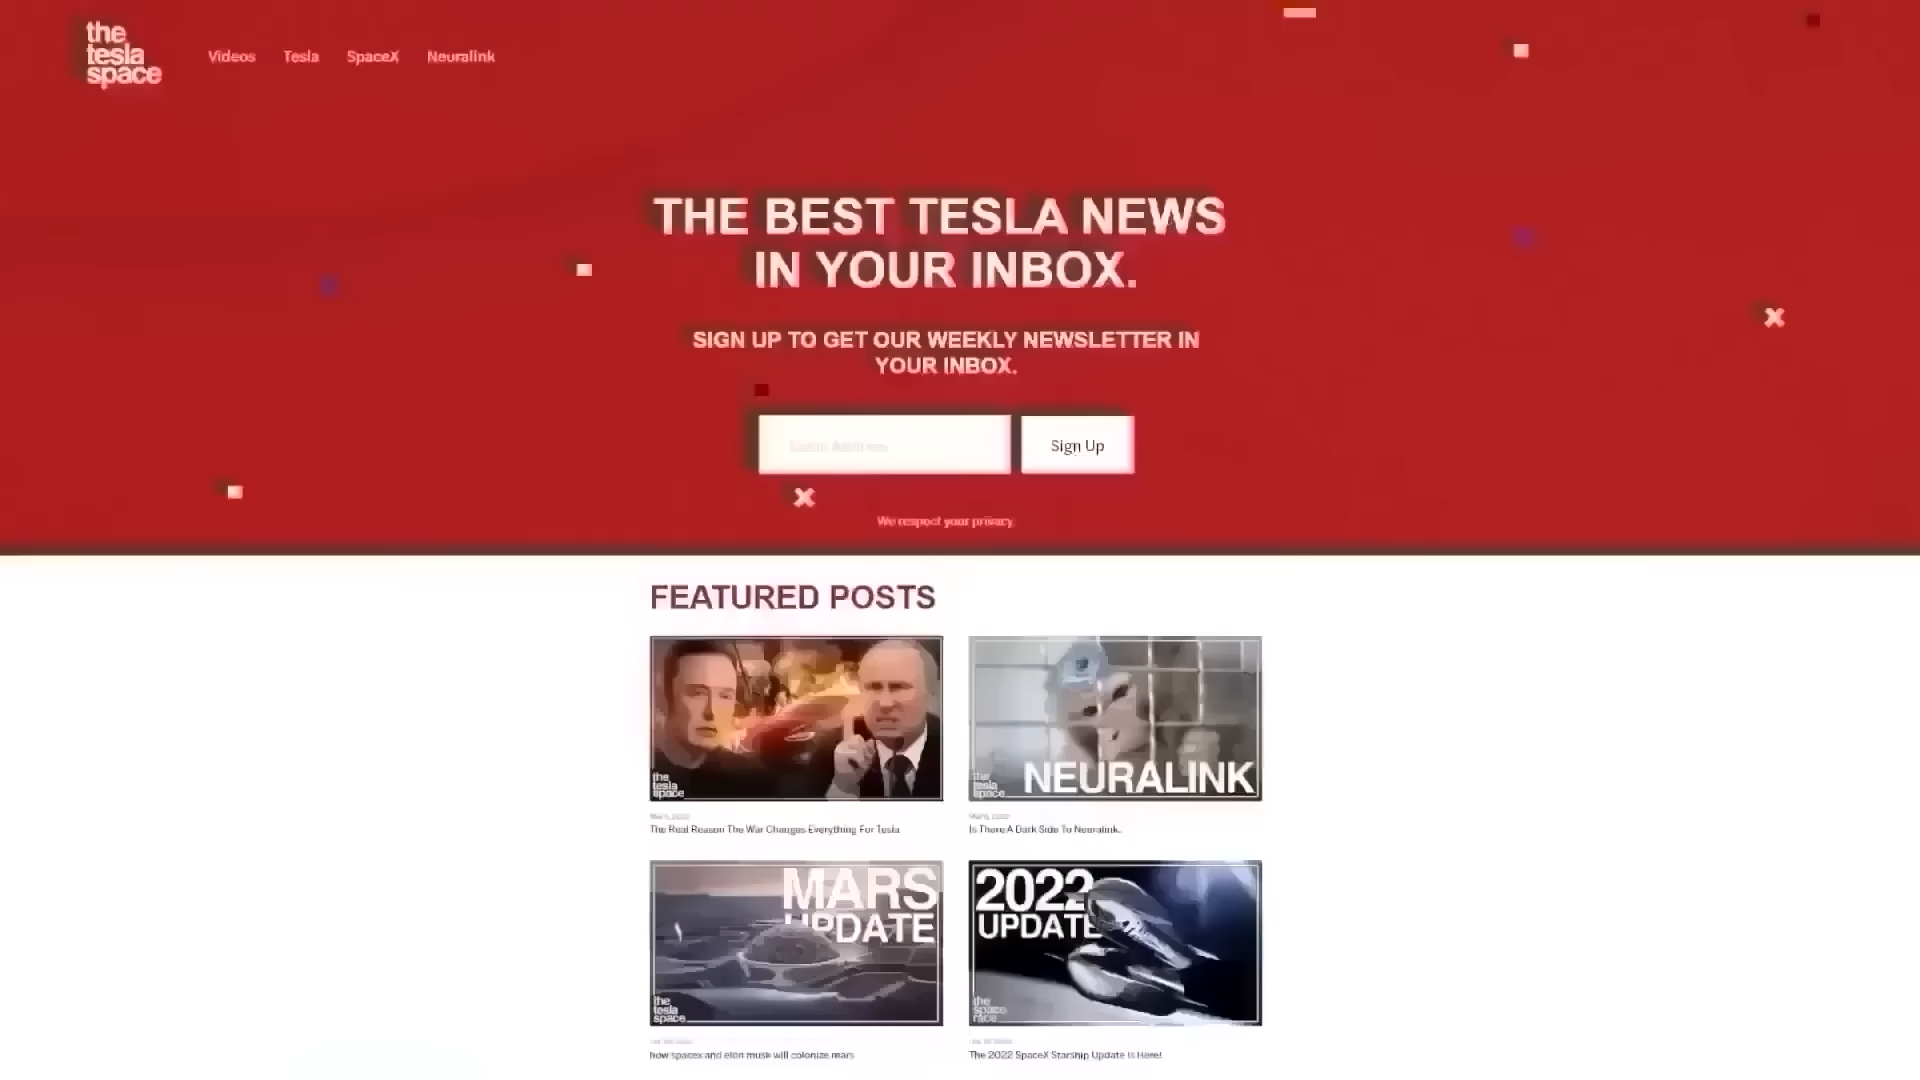 the
tesla
space
Videos Tesla SpaceX Neuralink
THE BEST TESLA NEWS
IN YOUR INBOX.
SIGN UP TO GET OUR WEEKLY NEWSLETTER IN
YOUR INBOX.
Sign Up
We respect your privacy
FEATURED POSTS
the
tesla
space
the
tesla
space
NEURALINK
The Real Reason The War Changes Everything For Tesla
Is There A Dark Side To Neuralink.
MARS
UPDATE
the
tesla
space
2022
UPDATE
the
space
race
how spacex and elon musk will colonize mars
The 2022 SpaceX Starship Update is Here!